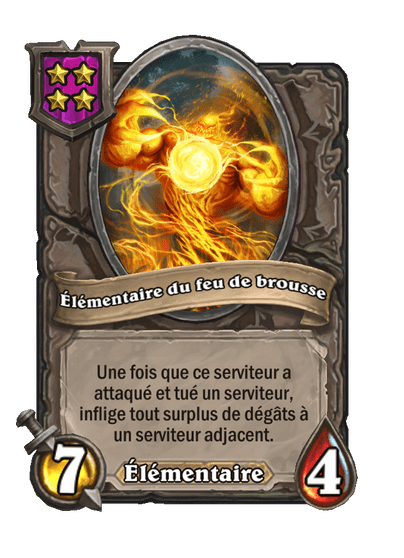 Élémentaire du feu de brousse
Une fois que ce serviteur a
attaqué et tué un serviteur,
inflige tout surplus de dégâts à
un serviteur adjacent.
7
Élémentaire
4